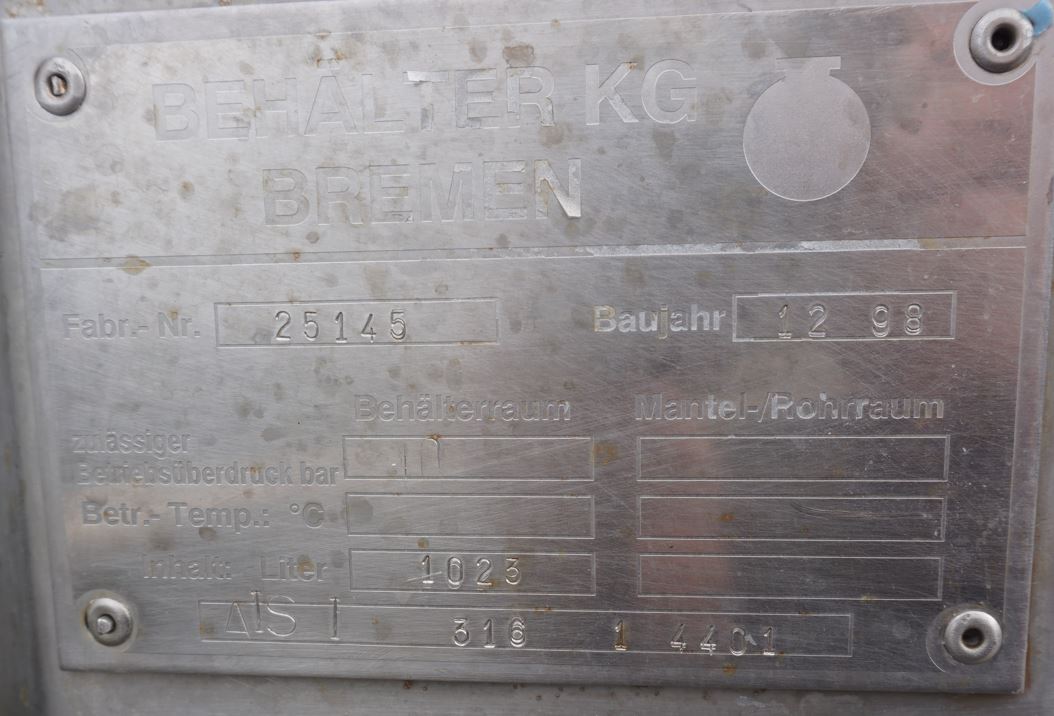 BEHÄLTER KG
BREMEN
Fabr.- Nr. 25145 Baujahr 12 98
Behälterraum Mantel-/Rohrraum
zulässiger
Betriebsüberdruck bar
Betr.- Temp.: °C
Inhalt: Liter 1023
AISI 316 1 4401